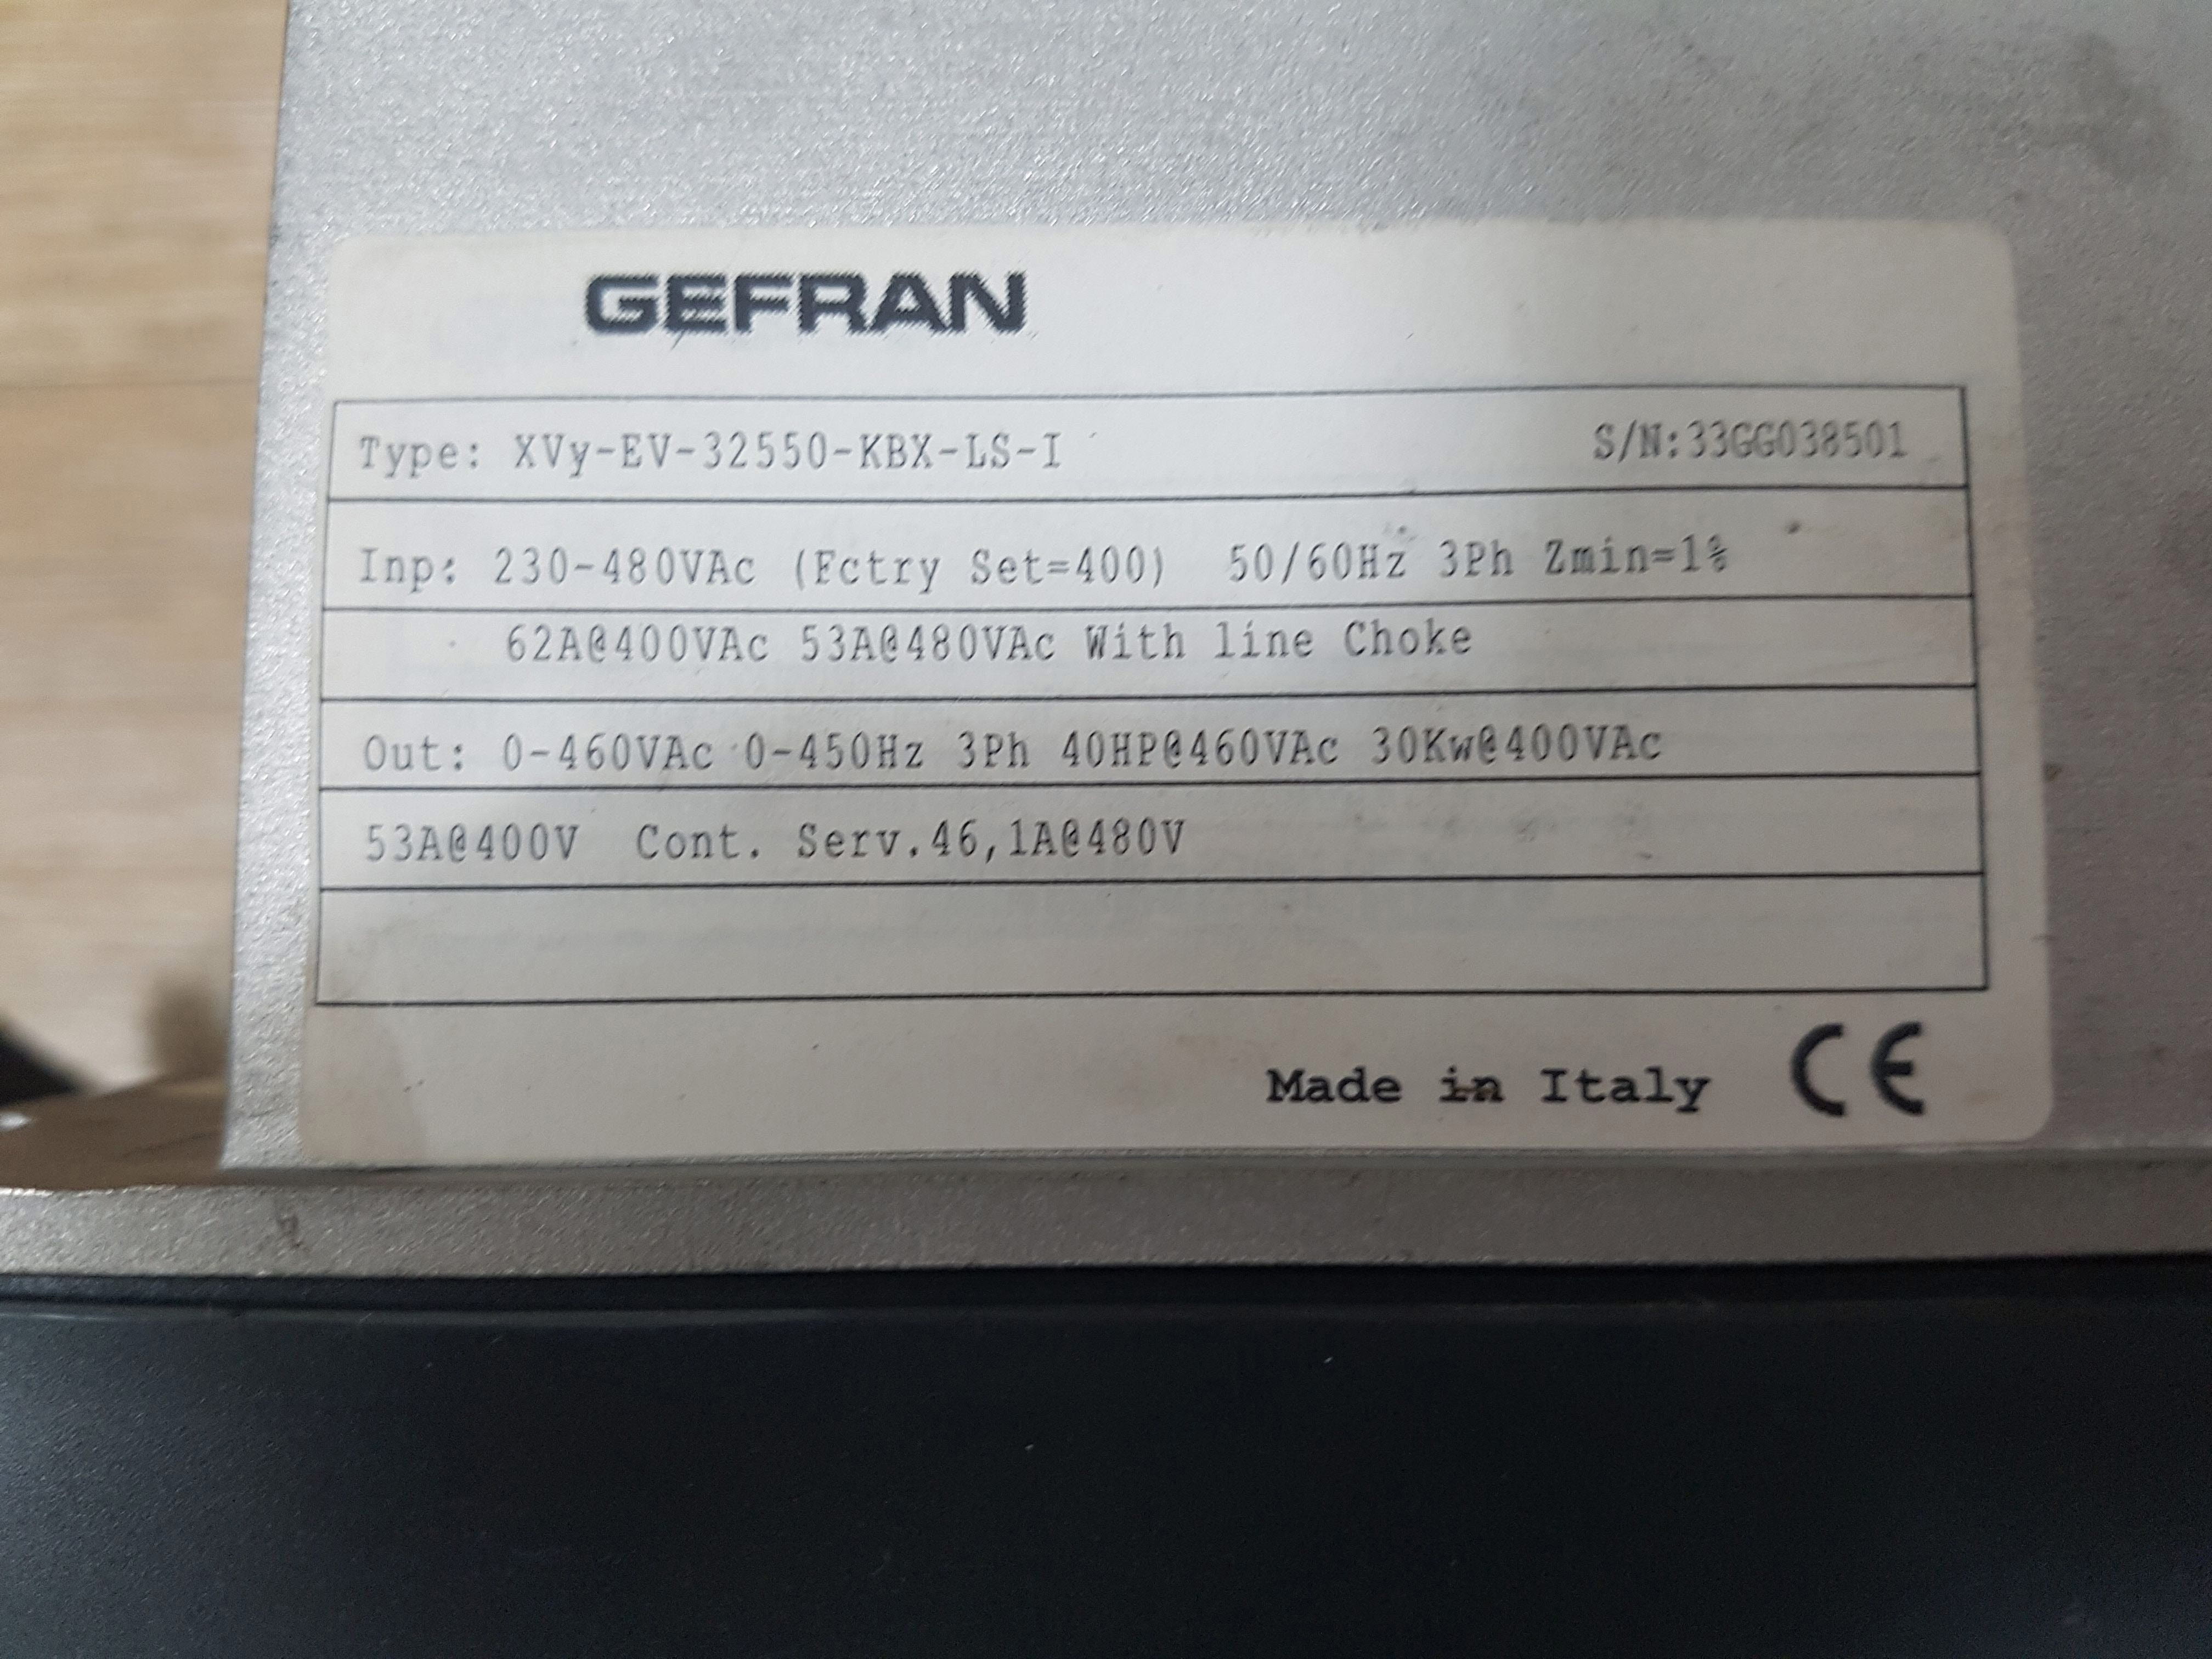 GEFRAN
Type: XVy-EV-32550-KBX-LS-I S/N:33GG038501
Inp: 230-480VAc (Fctry Set=400) 50/60Hz 3Ph Zmin=1%
62A@400VAc 53A@480VAc With line Choke
Out: 0-460VAc 0-450Hz 3Ph 40HP@460VAc 30Kw@400VAc
53A@400V Cont. Serv.46,1A@480V
Made in Italy CE